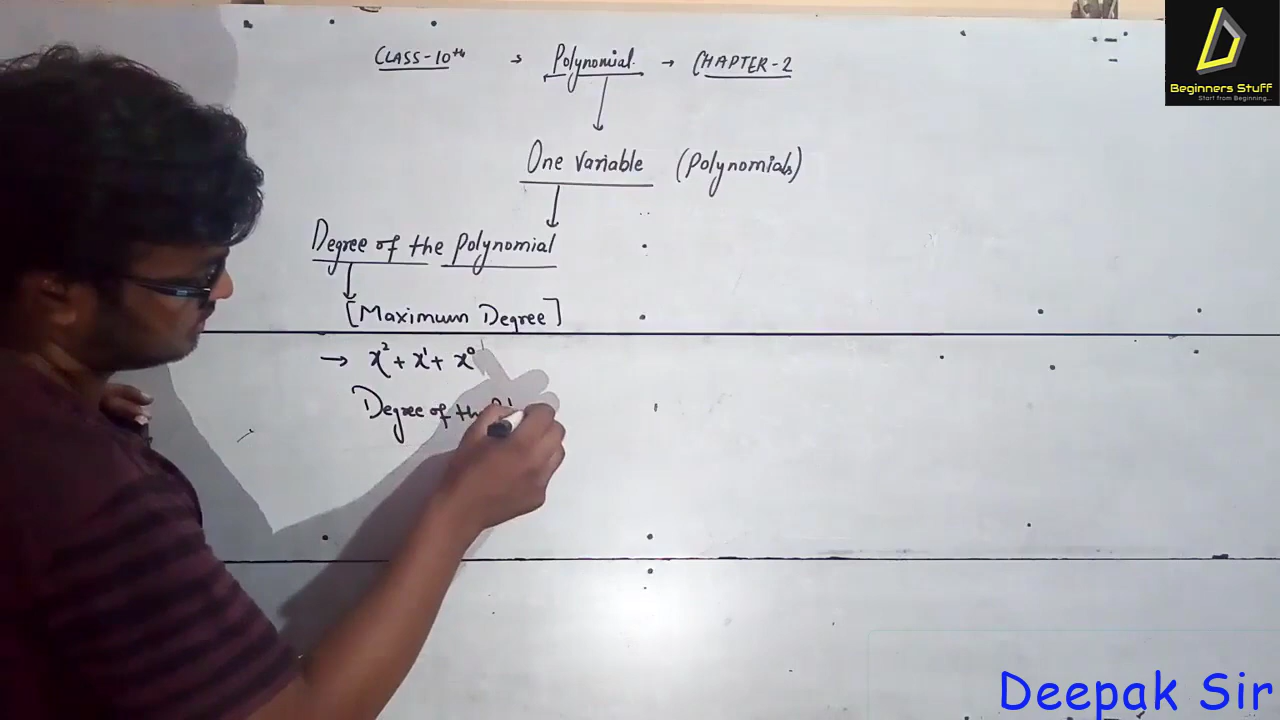 CLASS-10th → Polynomial → CHAPTER-2
One Variable (Polynomials)
Degree of the Polynomial
[Maximum Degree]
→ x² + x¹ + x⁰
Degree of the
Beginners Stuff
Start from Beginning...
Deepak Sir